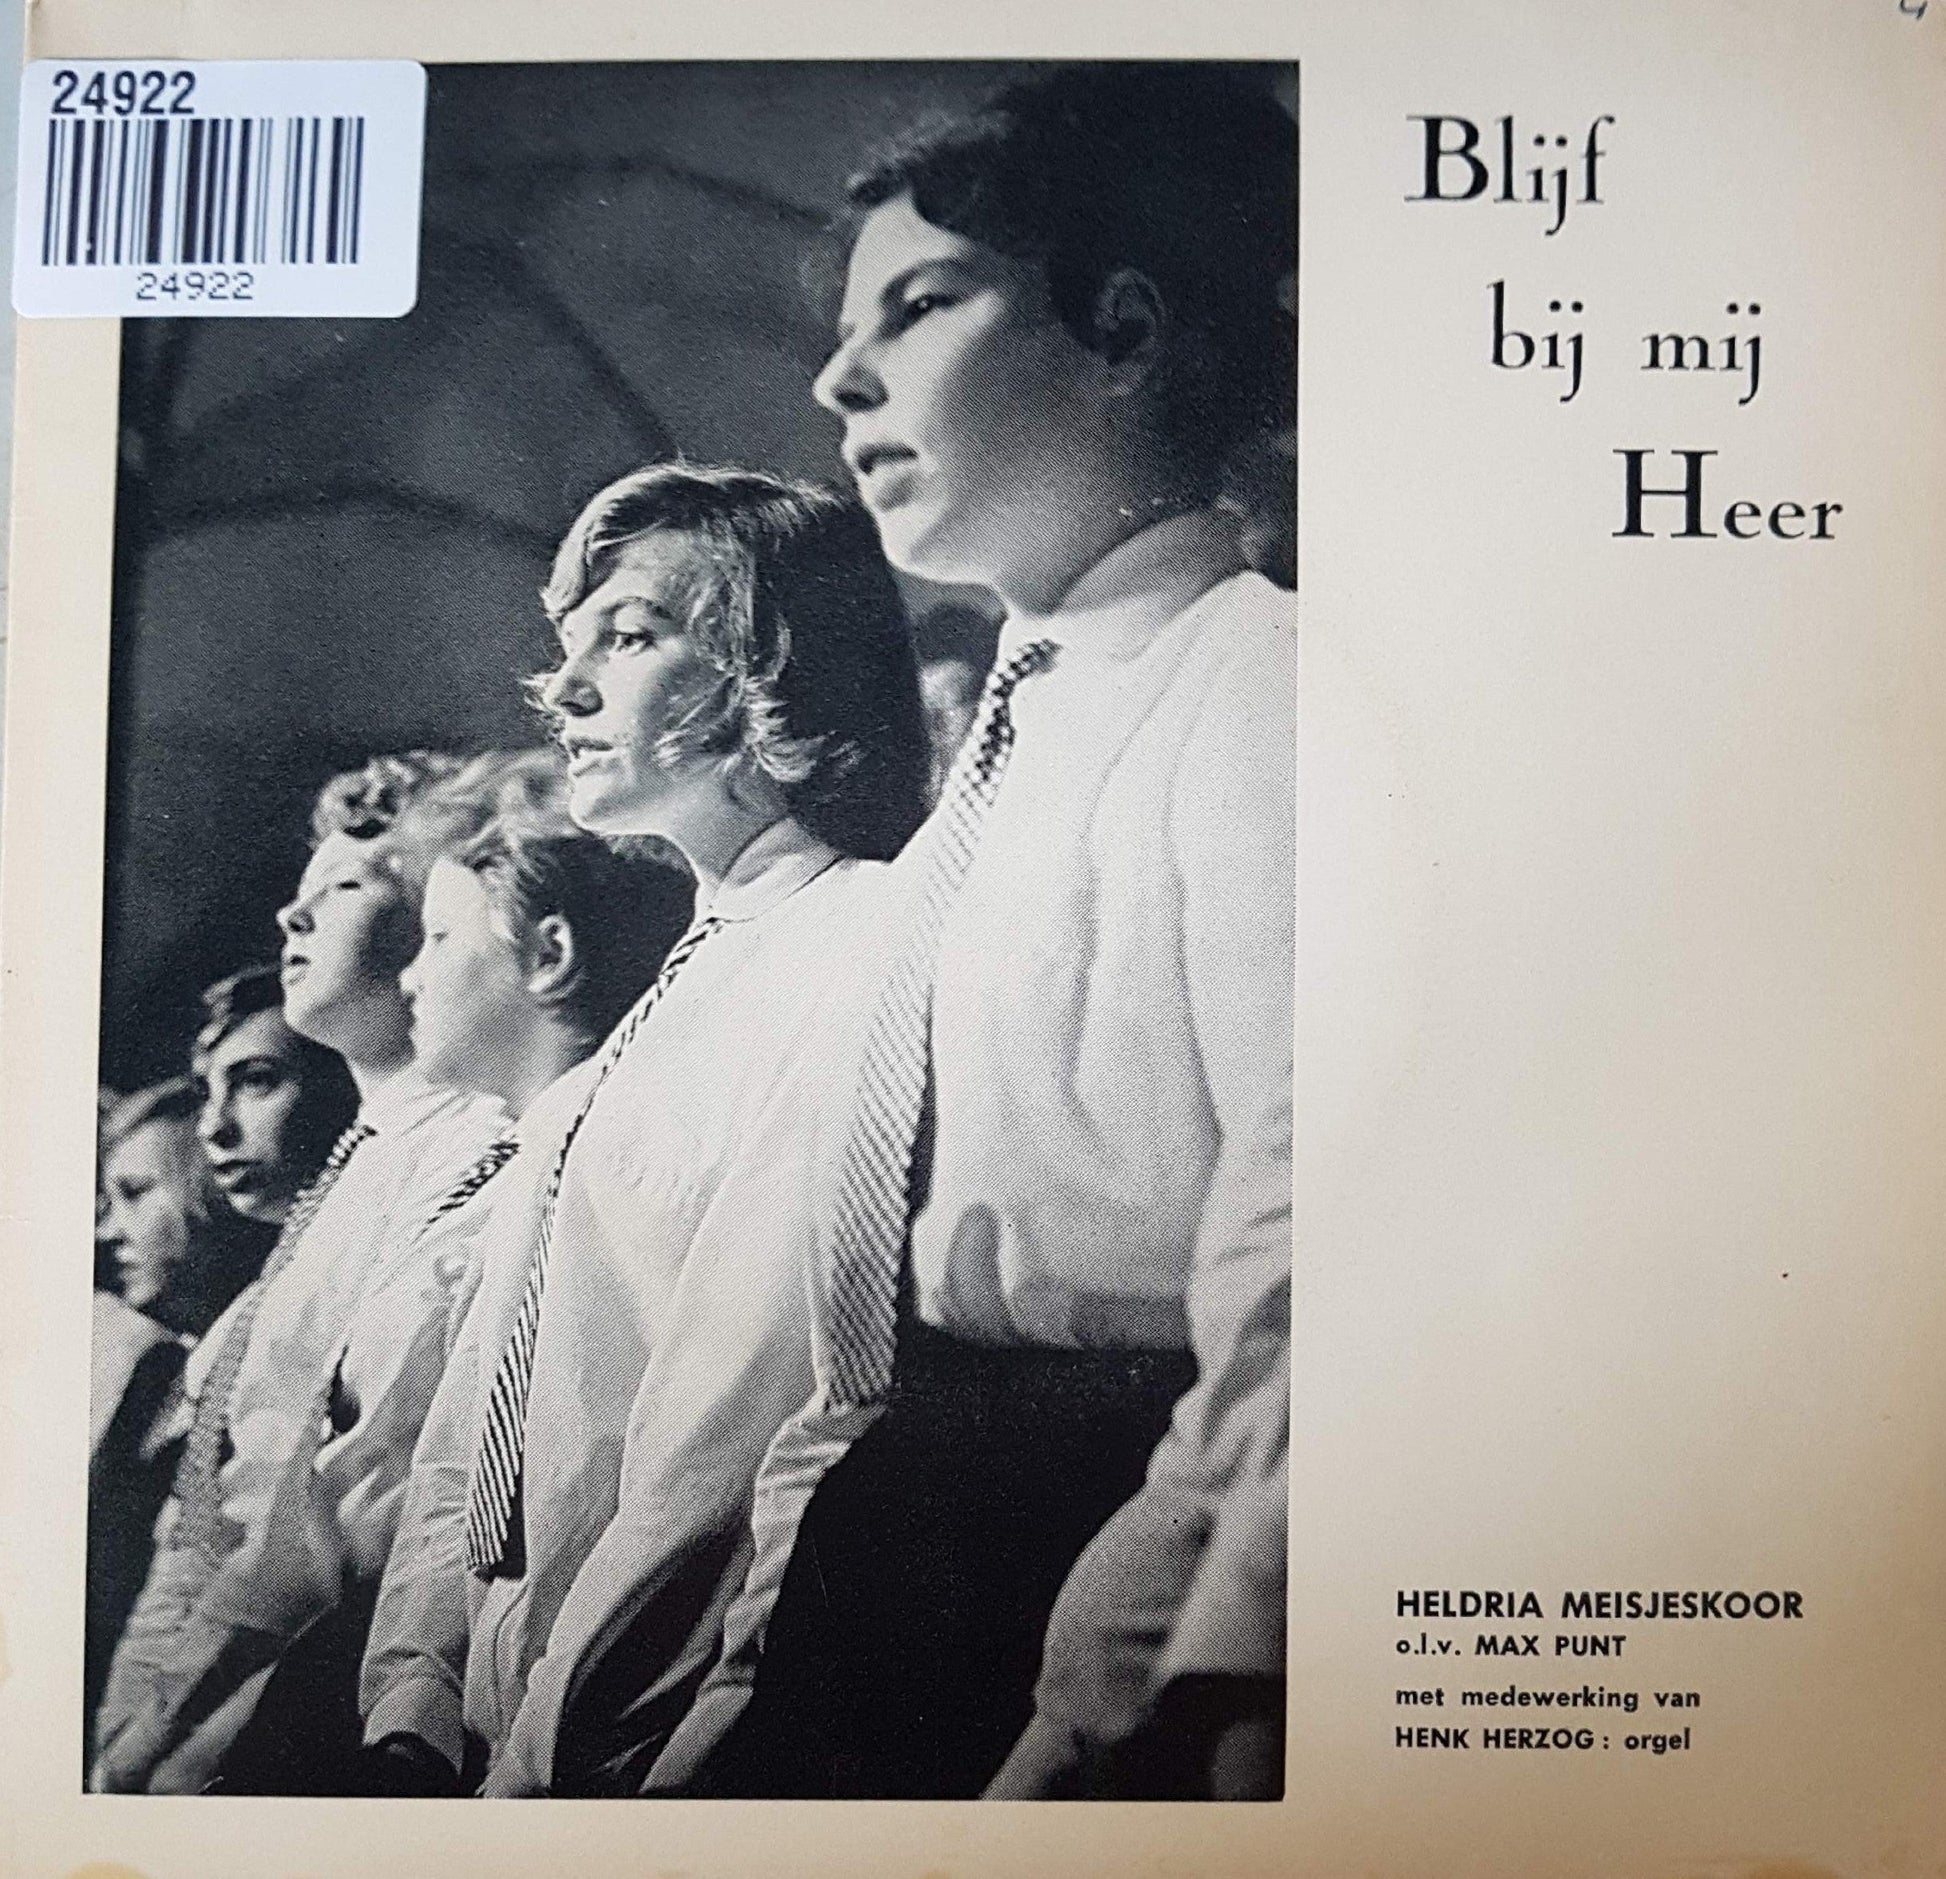 24922
24922
Blijf
bij mij
Heer
HELDRIA MEISJESKOOR
o.l.v. MAX PUNT
met medewerking van
HENK HERZOG : orgel